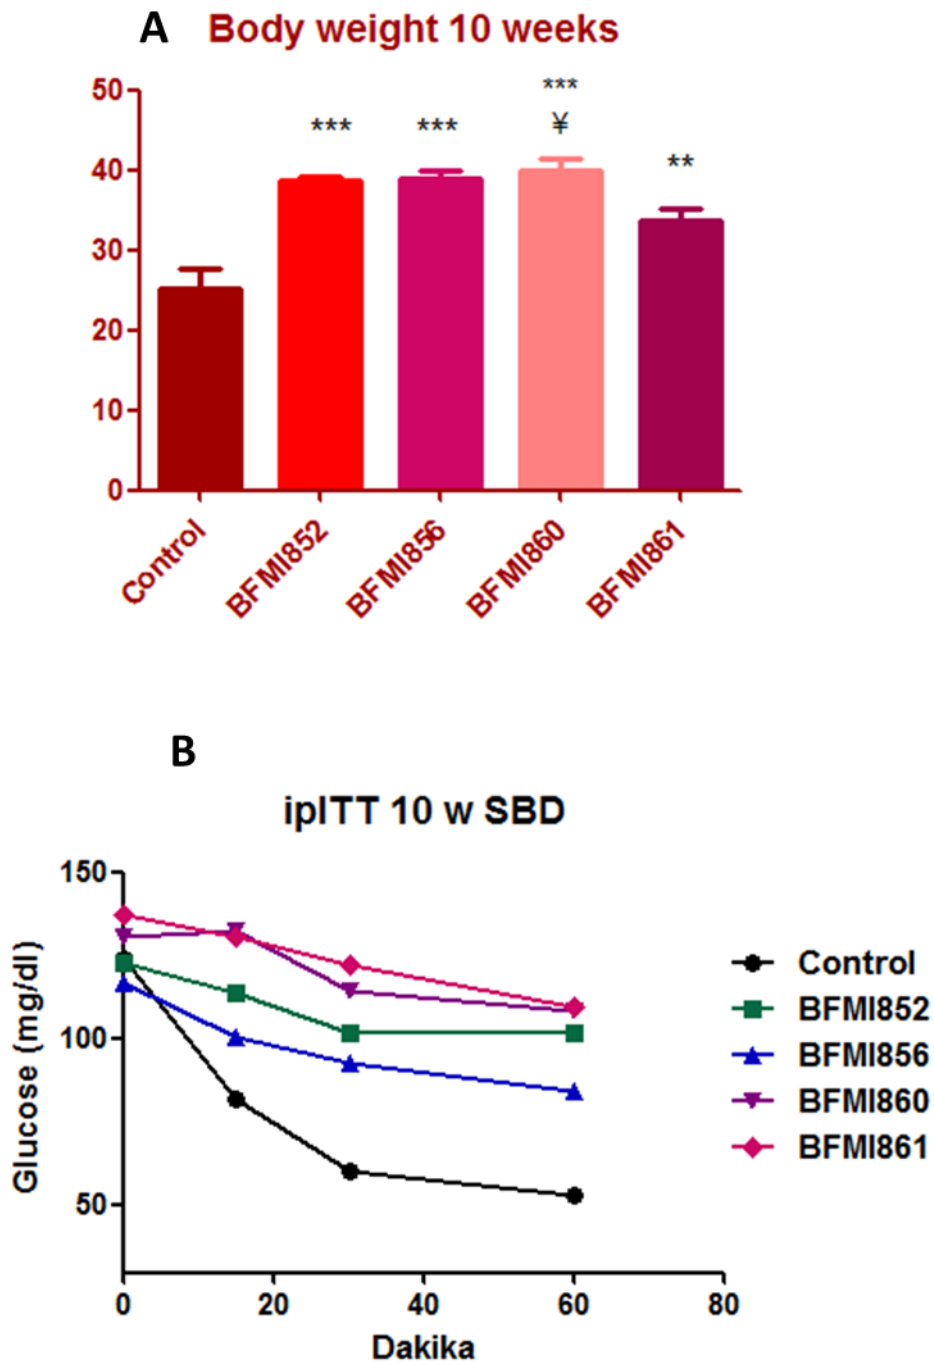 A Body weight 10 weeks
50
40
30
20
10
0
***
***
***
¥
**
Control
BFMI852
BFMI856
BFMI860
BFMI861
B
ipITT 10 w SBD
Glucose (mg/dl)
150
100
50
0 20 40 60 80
Dakika
Control
BFMI852
BFMI856
BFMI860
BFMI861